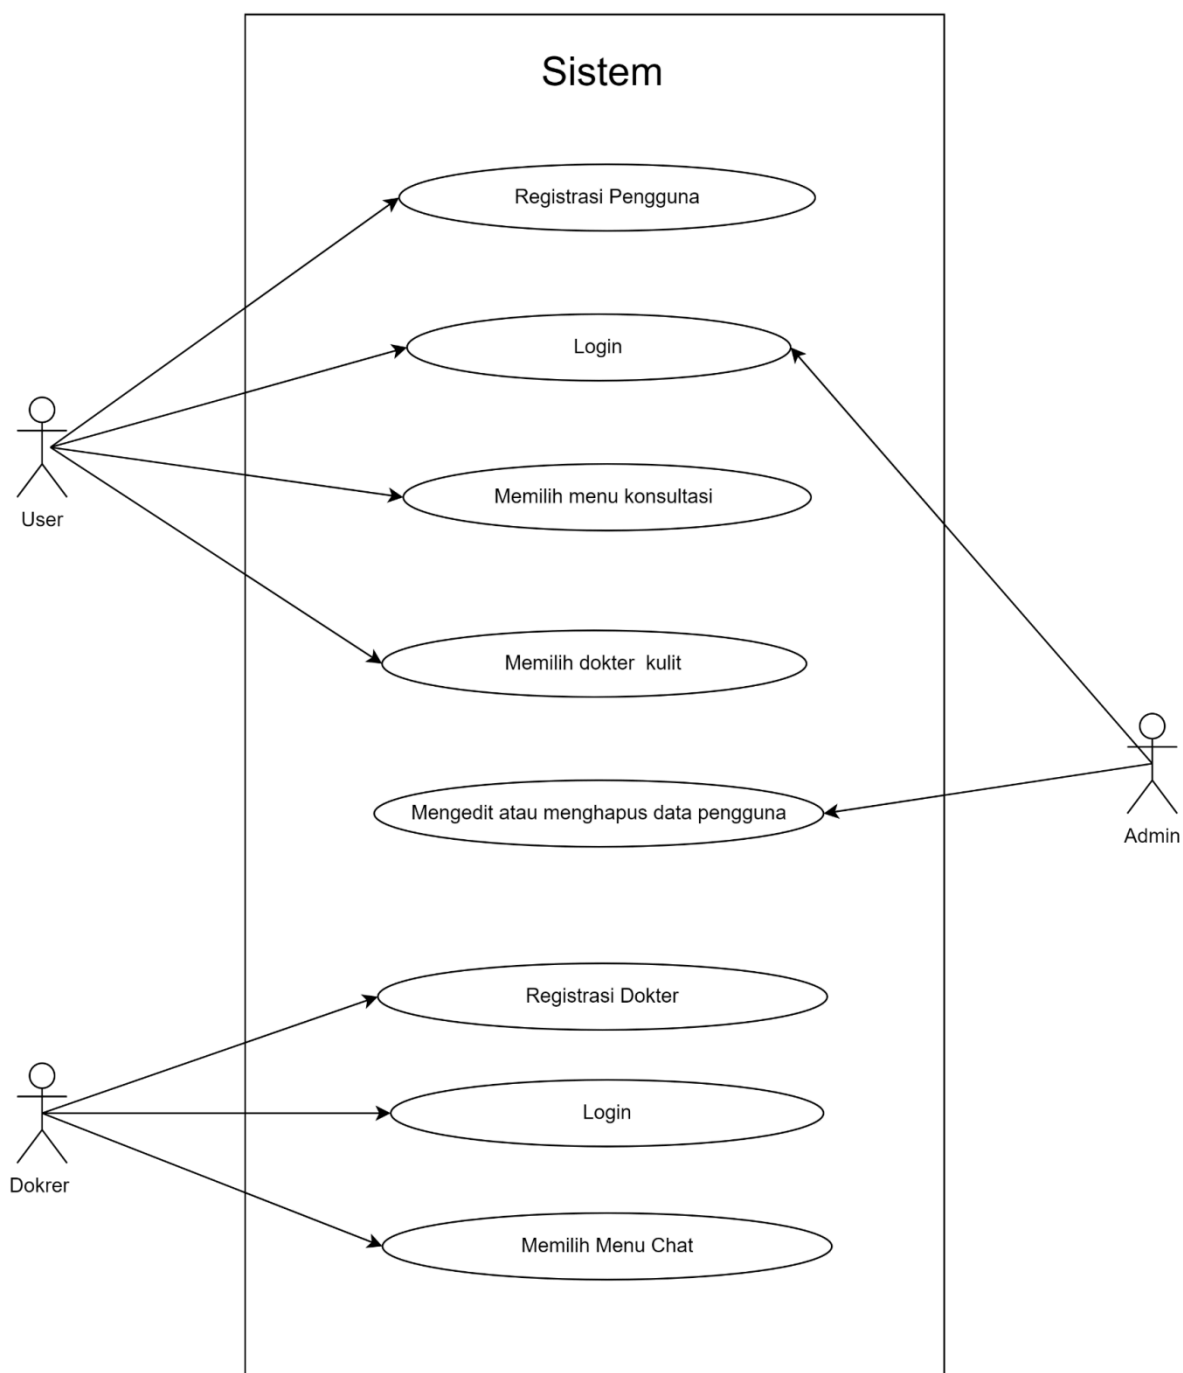 Sistem
Registrasi Pengguna
Login
Memilih menu konsultasi
User
Memilih dokter  kulit
Mengedit atau menghapus data pengguna
Admin
Registrasi Dokter
Login
Dokrer
Memilih Menu Chat